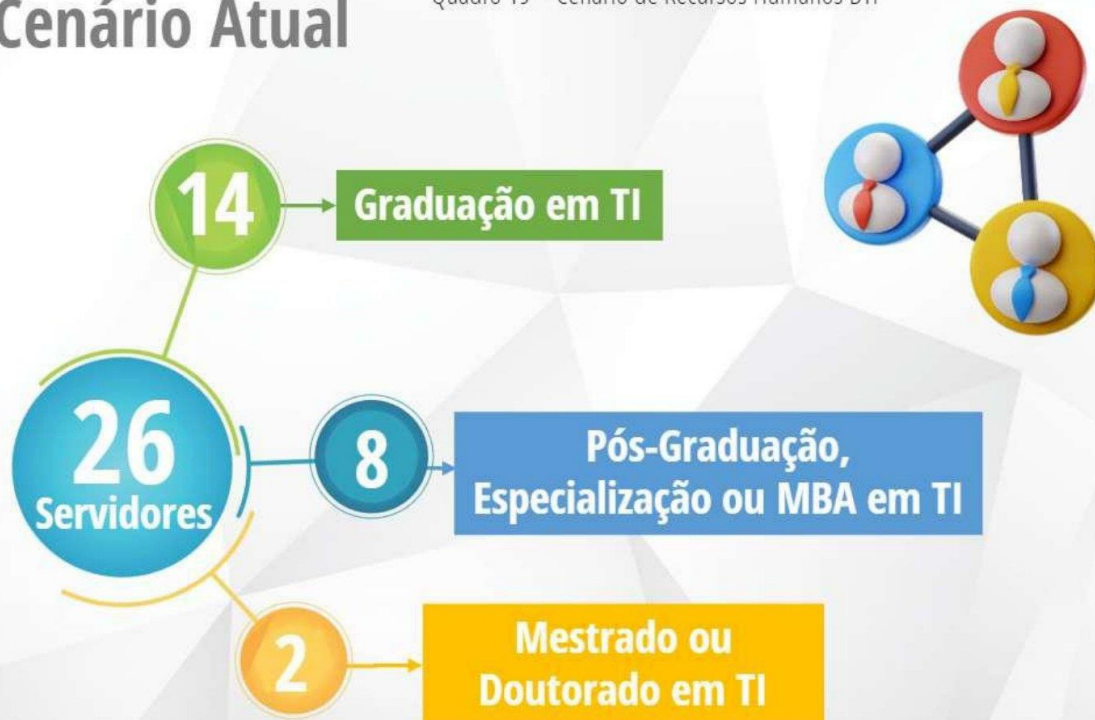 Cenário Atual
14
Graduação em TI
26
Servidores
8
Pós-Graduação,
Especialização ou MBA em TI
2
Mestrado ou
Doutorado em TI